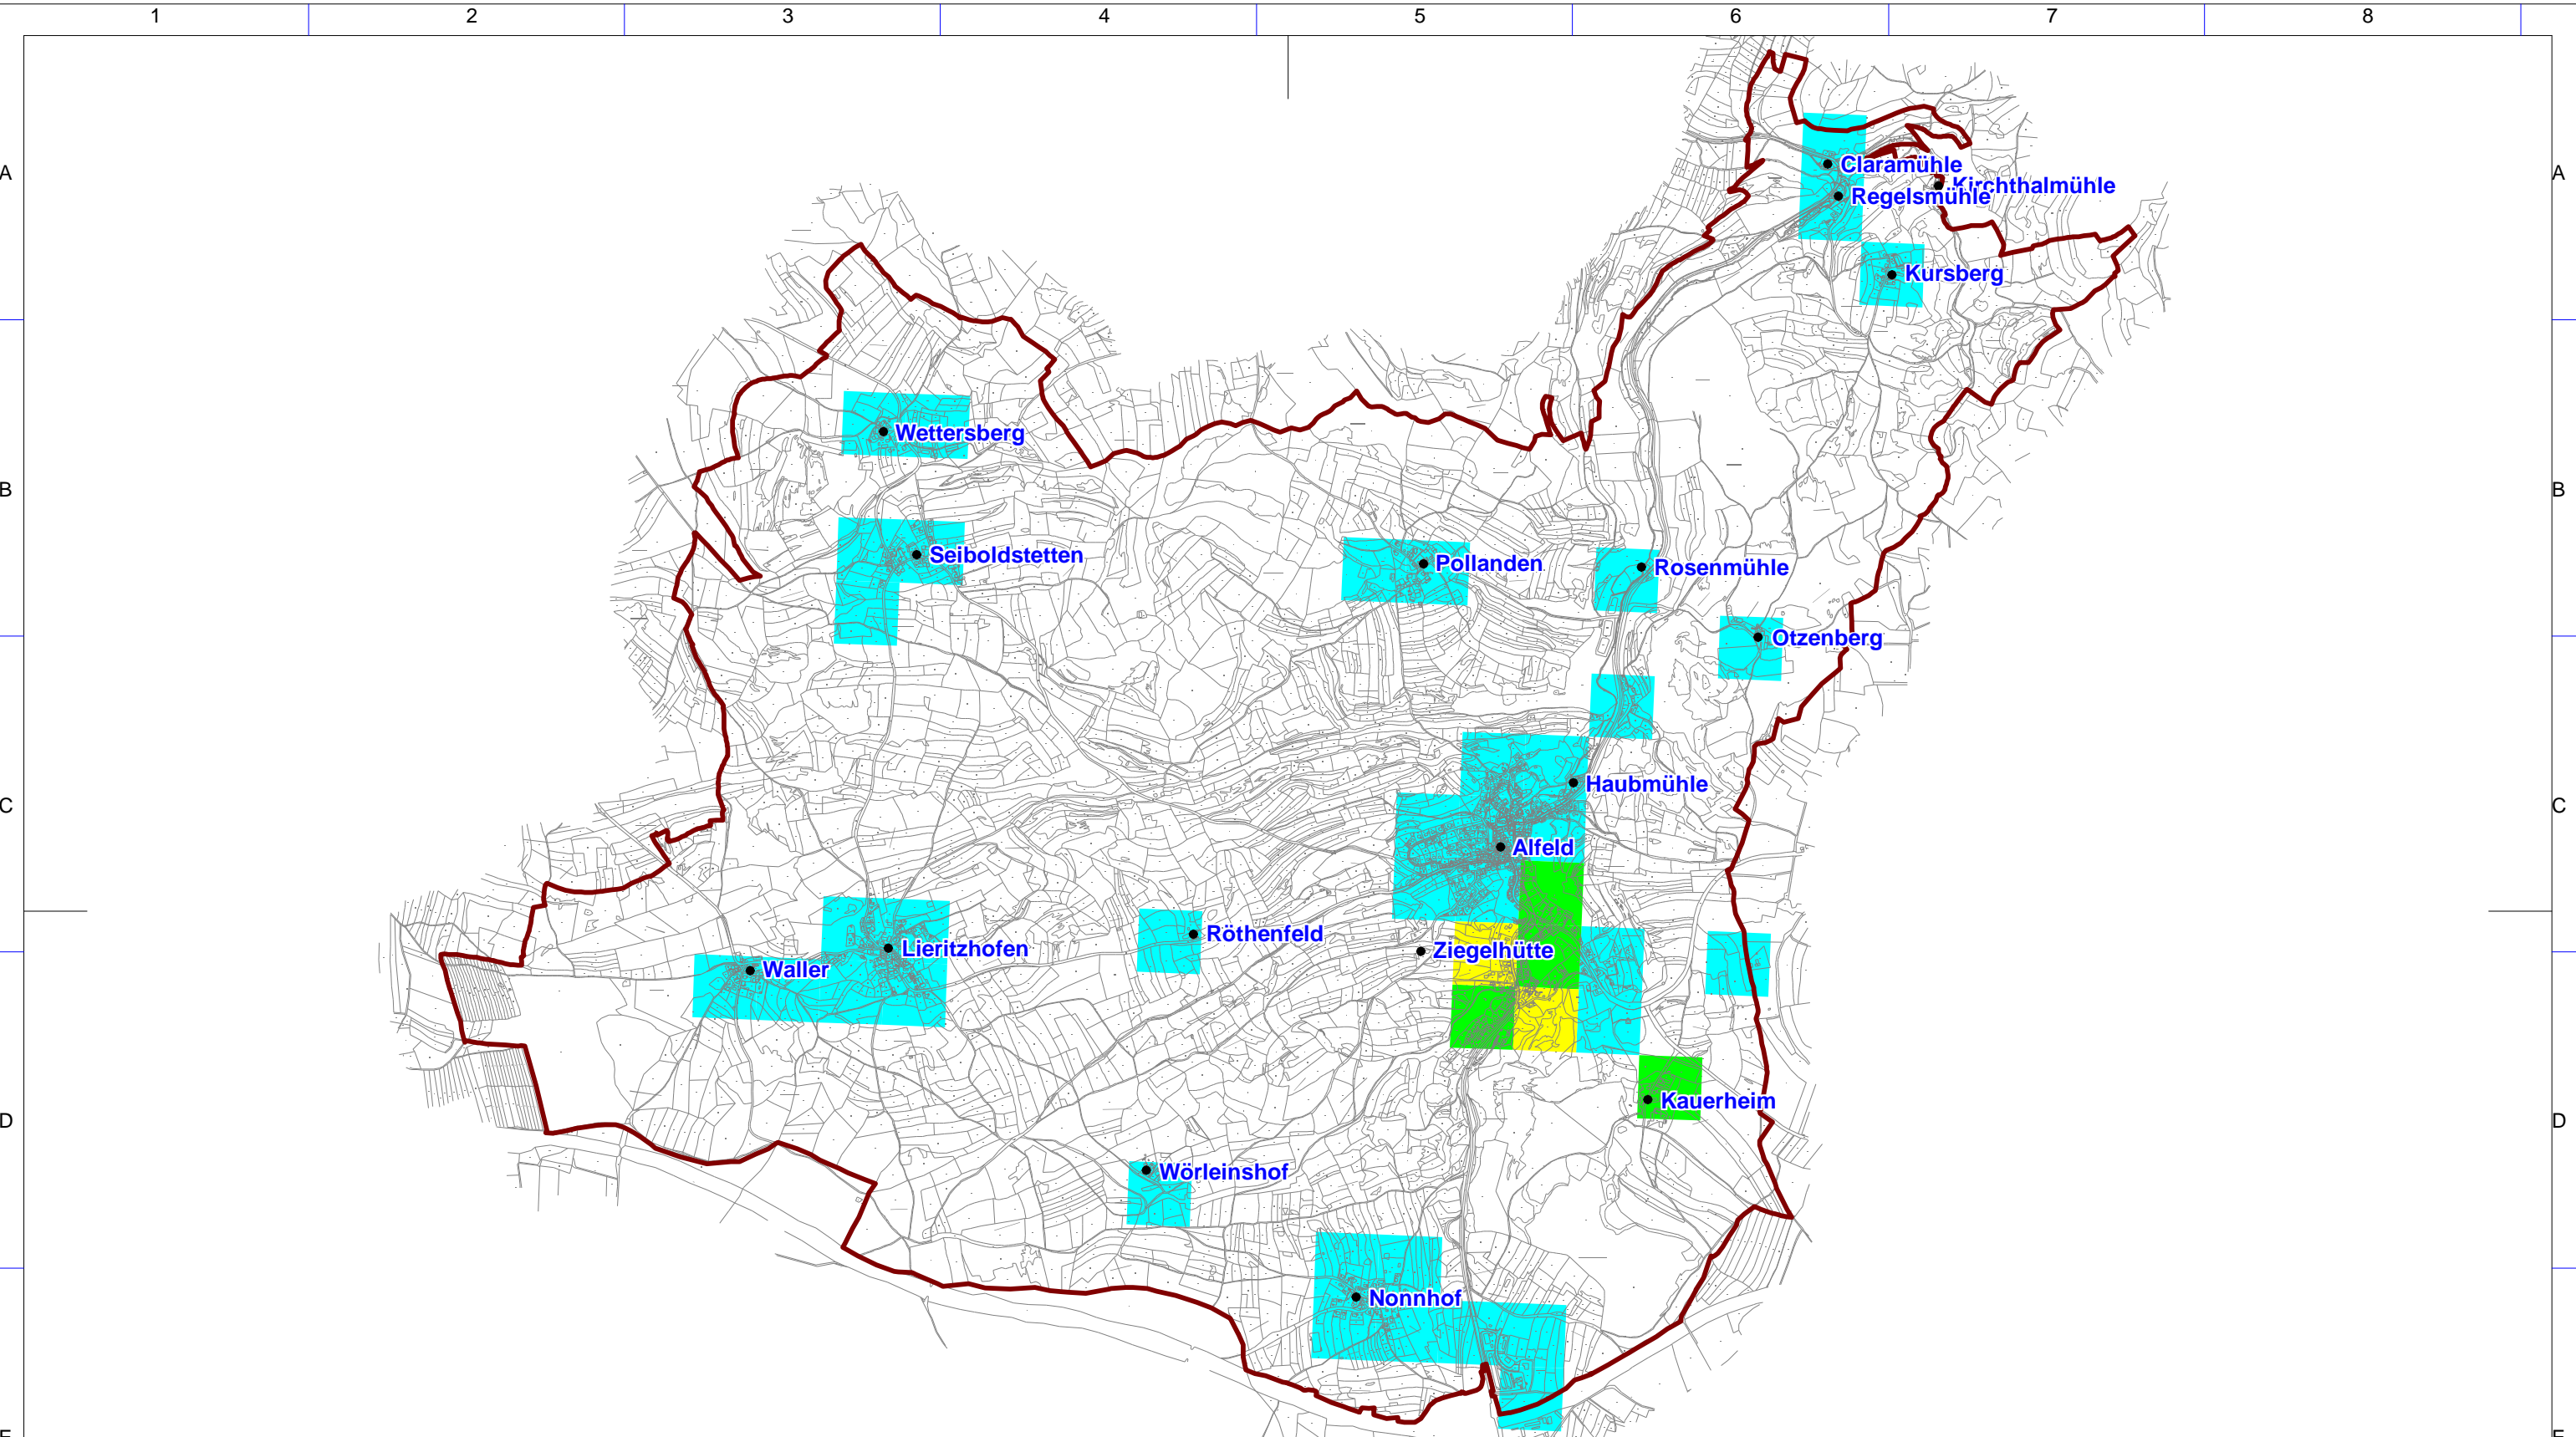 1 2 3 4 5 6 7 8
A Claramühle A
Kirchthalmühle
Regelsmühle
Kursberg
Wettersberg
B B
Seiboldstetten
Pollanden
Rosenmühle
Otzenberg
Haubmühle
C C
Alfeld
Röthenfeld
Lieritzhofen
Ziegelhütte
Waller
Kauerheim
D D
Wörleinshof
Nonnhof
E E